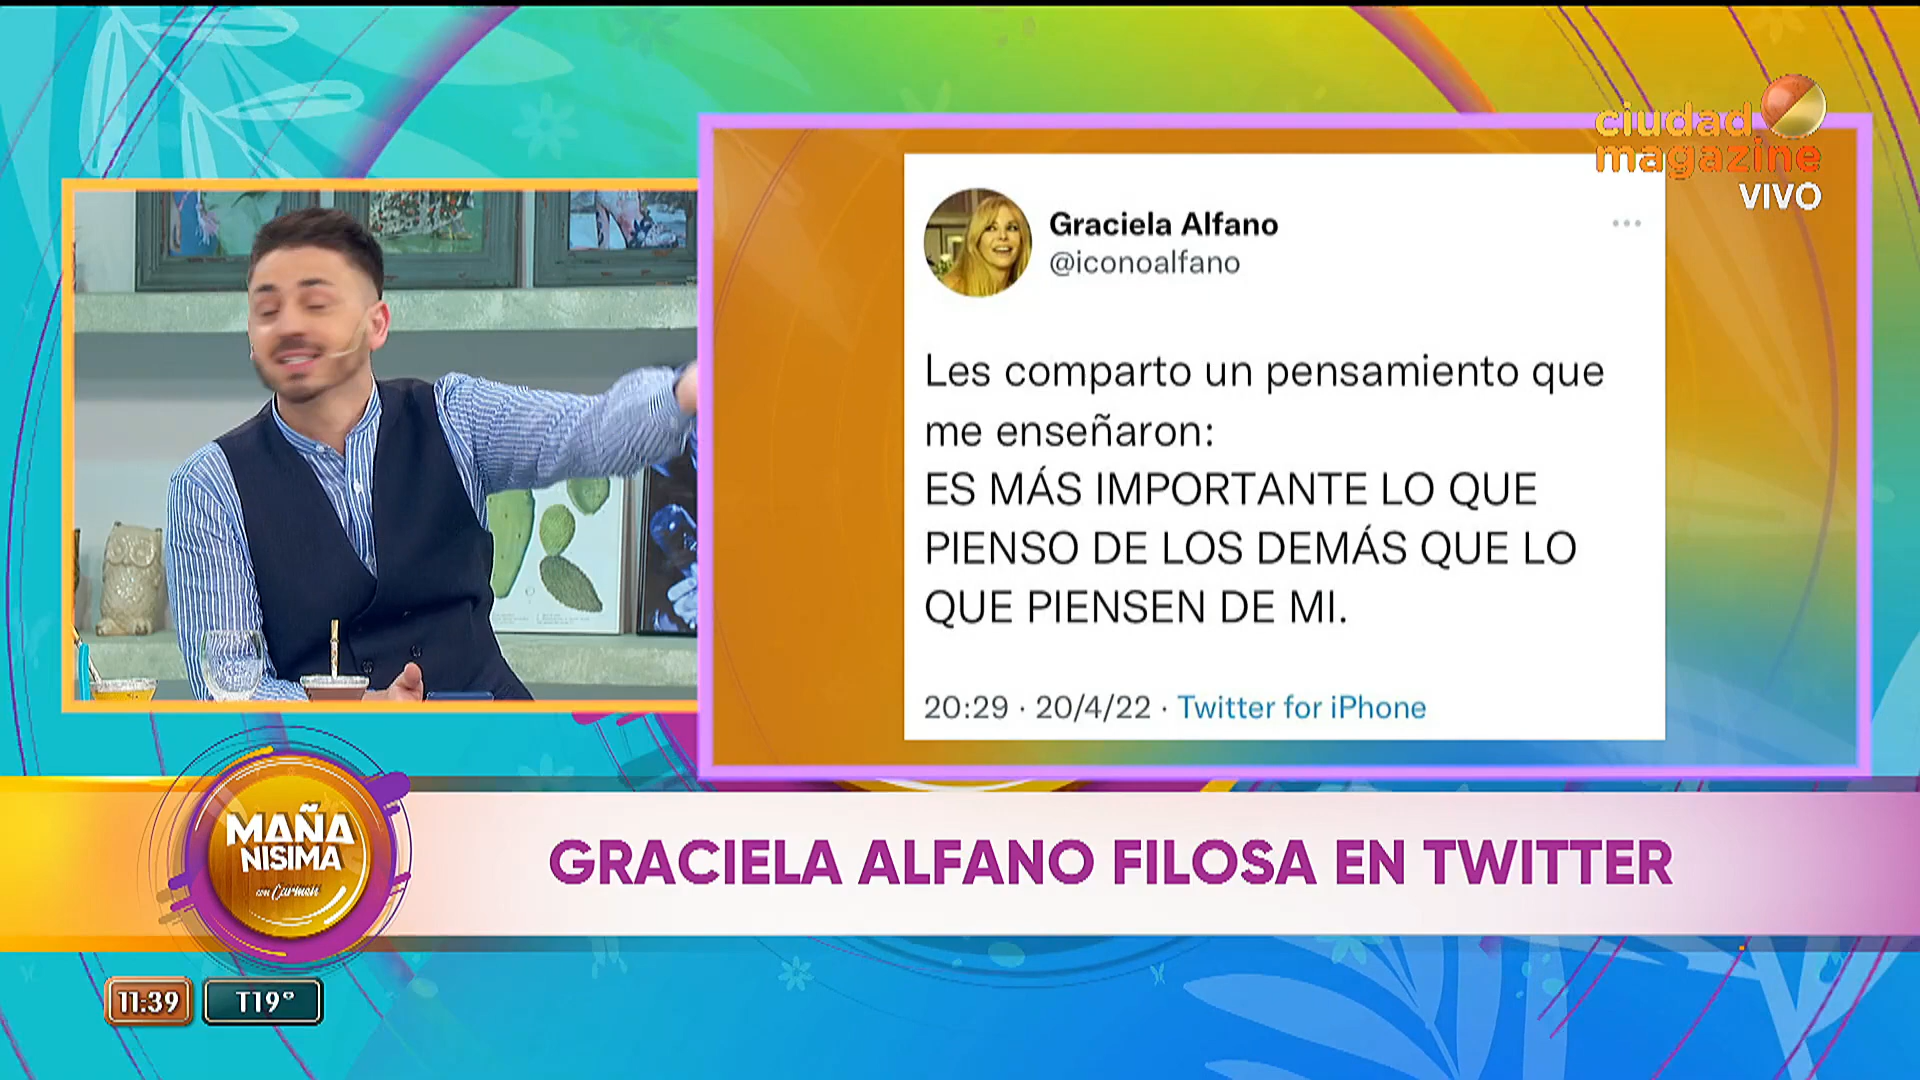 ciudad
magazine
VIVO
Graciela Alfano
@iconoalfano
Les comparto un pensamiento que
me enseñaron:
ES MÁS IMPORTANTE LO QUE
PIENSO DE LOS DEMÁS QUE LO
QUE PIENSEN DE MI.
20:29 · 20/4/22 · Twitter for iPhone
MAÑA
NISIMA
con Carmen
GRACIELA ALFANO FILOSA EN TWITTER
11:39
T19°